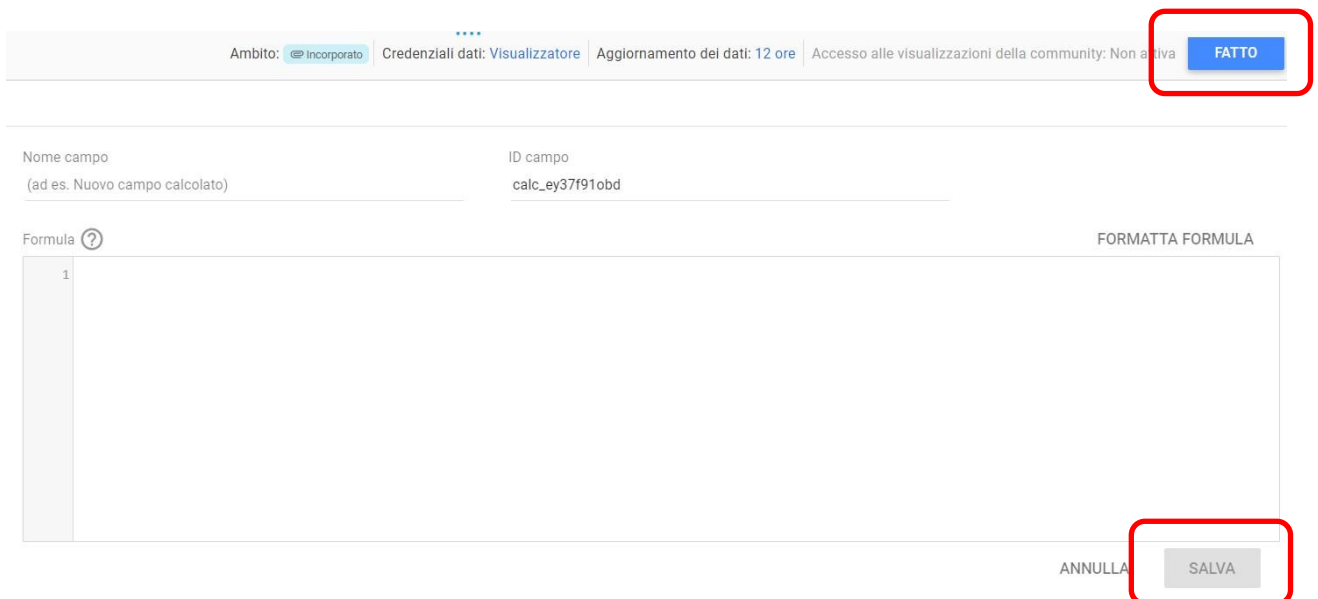 Ambito: Incorporato Credenziali dati: Visualizzatore Aggiornamento dei dati: 12 ore Accesso alle visualizzazioni della community: Non attiva FATTO
Nome campo ID campo
(ad es. Nuovo campo calcolato) calc_ey37f91obd
Formula ? FORMATTA FORMULA
1
ANNULLA SALVA